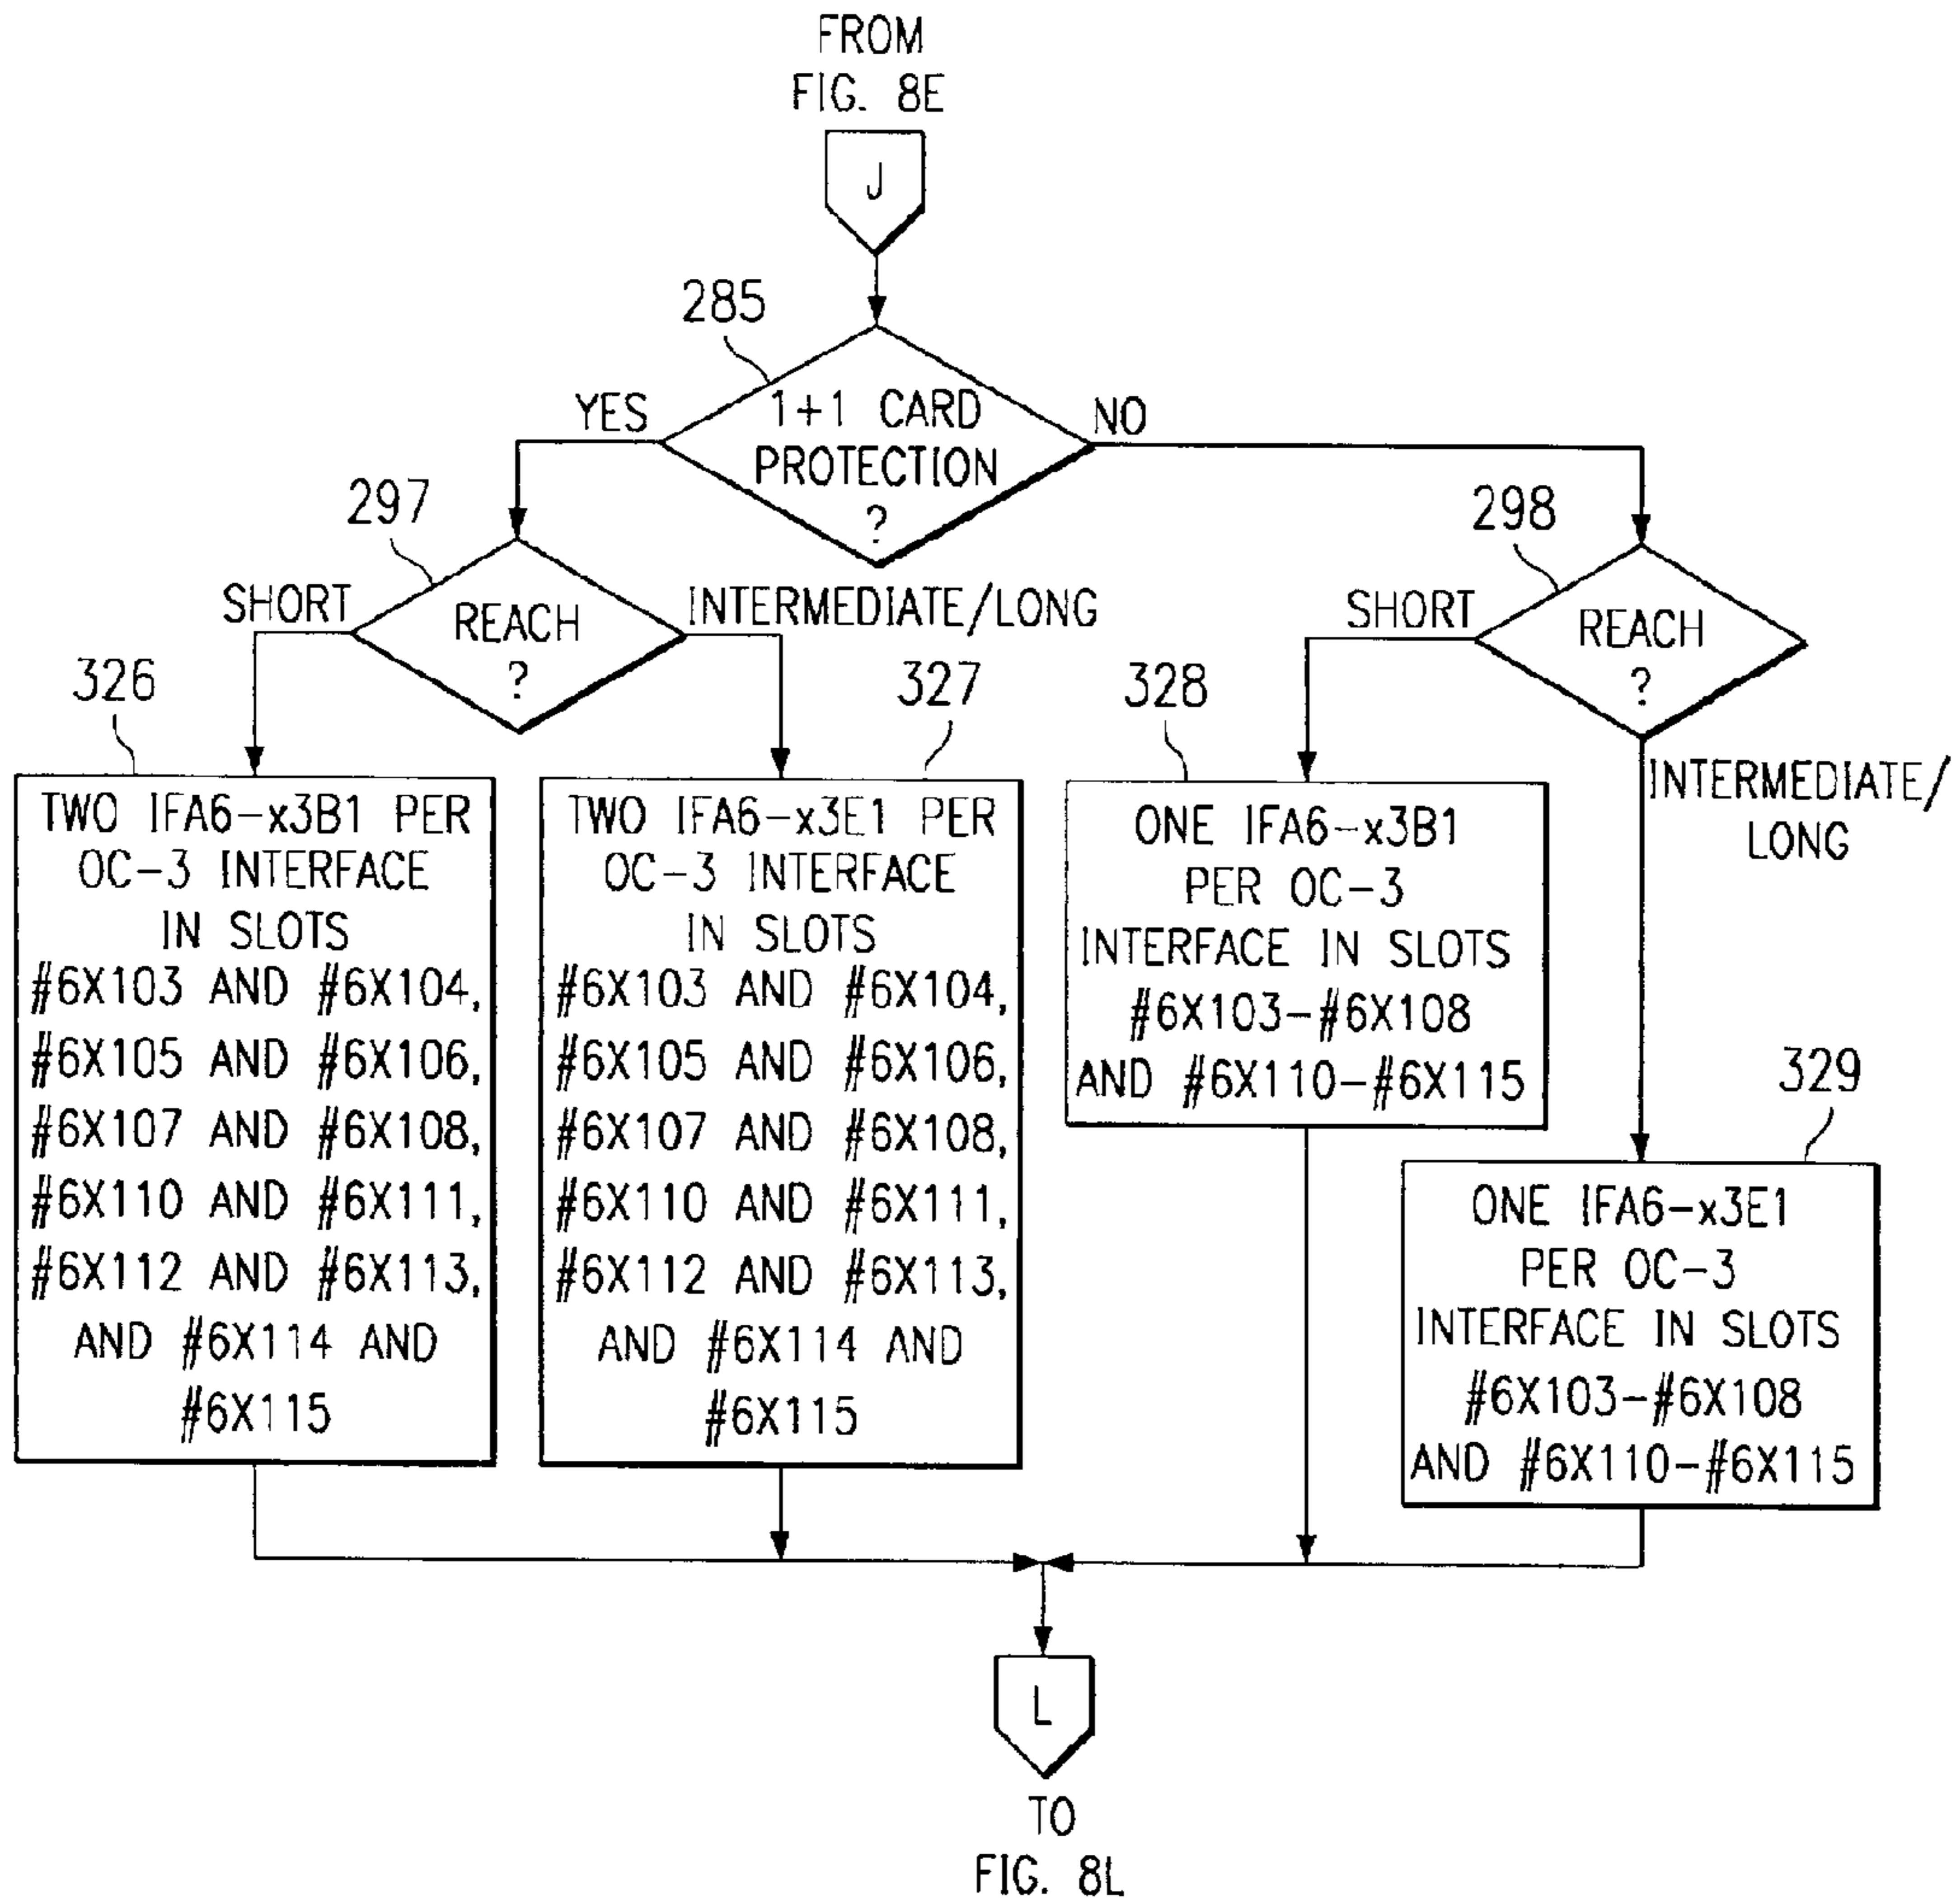 FROM
FIG. 8E
J
285
1+1 CARD
PROTECTION
?
YES
NO
297
REACH
?
SHORT
INTERMEDIATE/LONG
298
REACH
?
SHORT
INTERMEDIATE/
LONG
326
TWO IFA6-x3B1 PER
OC-3 INTERFACE
IN SLOTS
#6X103 AND #6X104,
#6X105 AND #6X106,
#6X107 AND #6X108,
#6X110 AND #6X111,
#6X112 AND #6X113,
AND #6X114 AND
#6X115
327
TWO IFA6-x3E1 PER
OC-3 INTERFACE
IN SLOTS
#6X103 AND #6X104,
#6X105 AND #6X106,
#6X107 AND #6X108,
#6X110 AND #6X111,
#6X112 AND #6X113,
AND #6X114 AND
#6X115
328
ONE IFA6-x3B1
PER OC-3
INTERFACE IN SLOTS
#6X103-#6X108
AND #6X110-#6X115
329
ONE IFA6-x3E1
PER OC-3
INTERFACE IN SLOTS
#6X103-#6X108
AND #6X110-#6X115
L
TO
FIG. 8L